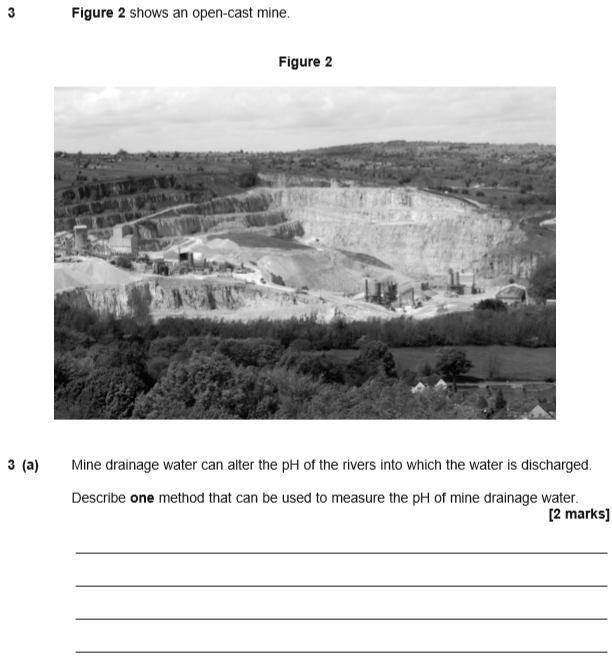 3 Figure 2 shows an open-cast mine.
Figure 2
3 (a) Mine drainage water can alter the pH of the rivers into which the water is discharged.
Describe one method that can be used to measure the pH of mine drainage water.
[2 marks]